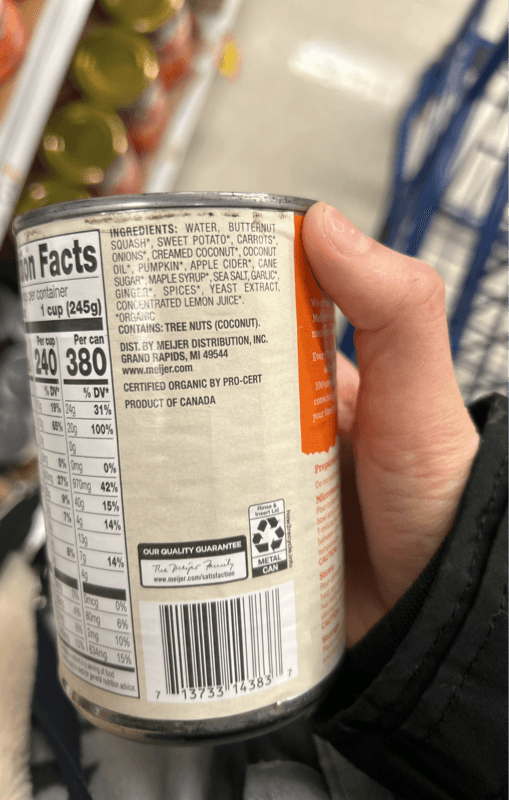 on Facts
per container
1 cup (245g)
Per cup Per can
240 380
% DV* % DV*
19% 24g 31%
65% 20g 100%
0g
0% 0mg 0%
27% 970mg 42%
9% 40g 15%
7% 4g 14%
13g
8% 7g 14%
4g
0% 0mcg 0%
4% 80mg 6%
6% 2mg 10%
10% 834mg 15%
INGREDIENTS: WATER, BUTTERNUT
SQUASH*, SWEET POTATO*, CARROTS*,
ONIONS*, CREAMED COCONUT*, COCONUT
OIL*, PUMPKIN*, APPLE CIDER*, CANE
SUGAR*, MAPLE SYRUP*, SEA SALT, GARLIC*,
GINGER*, SPICES*, YEAST EXTRACT,
CONCENTRATED LEMON JUICE*.
*ORGANIC
CONTAINS: TREE NUTS (COCONUT).
DIST. BY MEIJER DISTRIBUTION, INC.
GRAND RAPIDS, MI 49544
www.meijer.com
CERTIFIED ORGANIC BY PRO-CERT
PRODUCT OF CANADA
OUR QUALITY GUARANTEE
The Meijer Family
www.meijer.com/satisfaction
Rinse &
Insert Lid
METAL
CAN
how2recycle.info
7 13733 14383 7